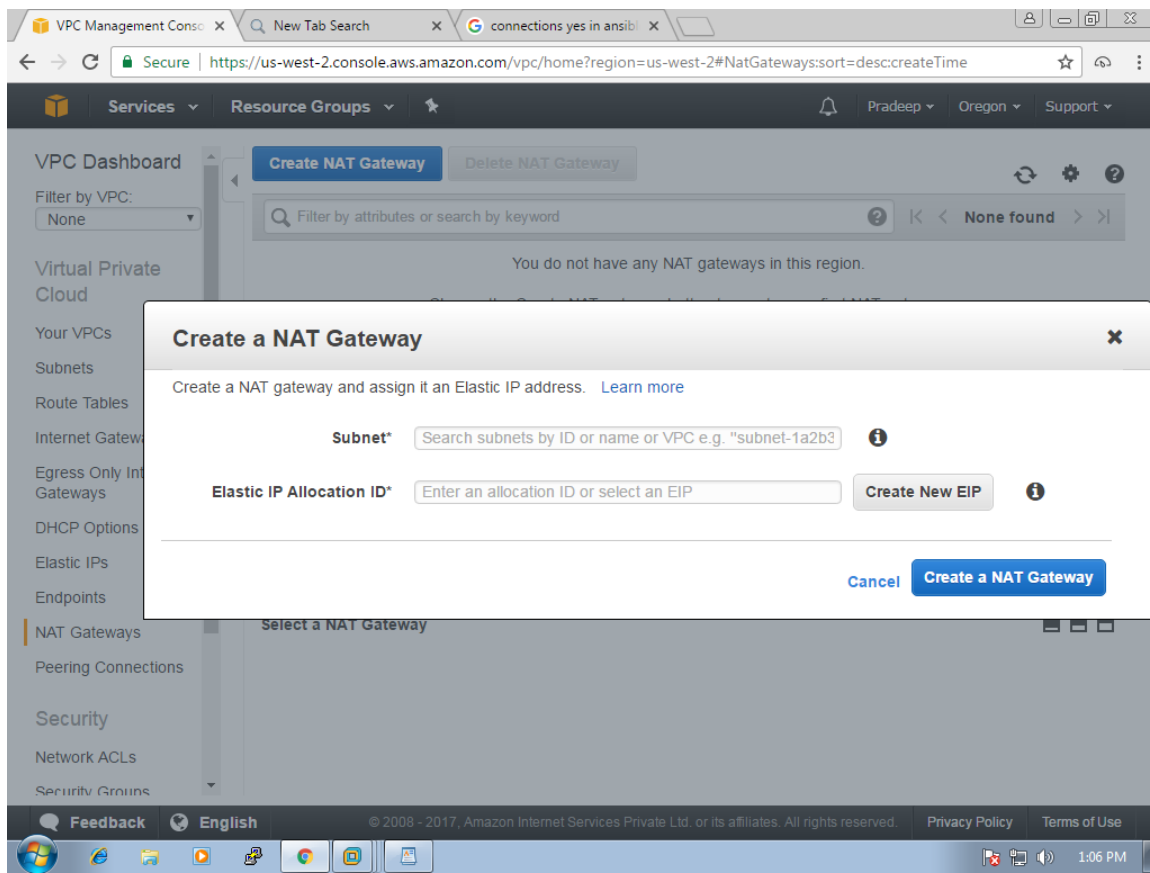 VPC Management Conso
New Tab Search
connections yes in ansibl
Secure | https://us-west-2.console.aws.amazon.com/vpc/home?region=us-west-2#NatGateways:sort=desc:createTime
Services Resource Groups Pradeep Oregon Support
VPC Dashboard
Filter by VPC:
None
Virtual Private
Cloud
Your VPCs
Subnets
Route Tables
Internet Gatewa
Egress Only Int
Gateways
DHCP Options
Elastic IPs
Endpoints
NAT Gateways
Peering Connections
Security
Network ACLs
Security Groups
Create NAT Gateway Delete NAT Gateway
Filter by attributes or search by keyword None found
You do not have any NAT gateways in this region.
Create a NAT Gateway
Create a NAT gateway and assign it an Elastic IP address. Learn more
Subnet* Search subnets by ID or name or VPC e.g. "subnet-1a2b3
Elastic IP Allocation ID* Enter an allocation ID or select an EIP Create New EIP
Cancel Create a NAT Gateway
Select a NAT Gateway
Feedback English © 2008 - 2017, Amazon Internet Services Private Ltd. or its affiliates. All rights reserved. Privacy Policy Terms of Use
1:06 PM